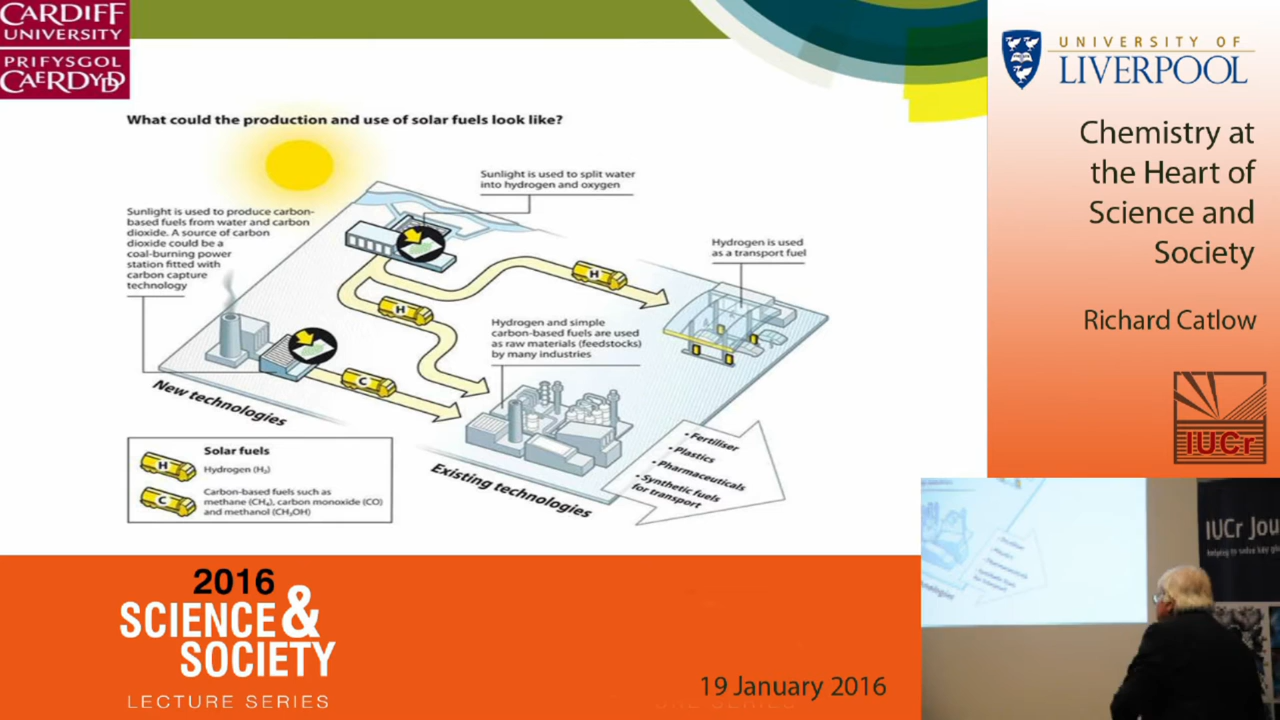 CARDIFF
UNIVERSITY
PRIFYSGOL
CAERDYDD
What could the production and use of solar fuels look like?
Sunlight is used to split water
into hydrogen and oxygen
Sunlight is used to produce carbon-
based fuels from water and carbon
dioxide. A source of carbon
dioxide could be a
coal-burning power
station fitted with
carbon capture
technology
Hydrogen is used
as a transport fuel
H
H
Hydrogen and simple
carbon-based fuels are used
as raw materials (feedstocks)
by many industries
C
New technologies
Existing technologies
• Fertiliser
• Plastics
• Pharmaceuticals
• Synthetic fuels
for transport
Solar fuels
H
Hydrogen (H₂)
C
Carbon-based fuels such as
methane (CH₄), carbon monoxide (CO)
and methanol (CH₃OH)
UNIVERSITY OF
LIVERPOOL
Chemistry at
the Heart of
Science and
Society
Richard Catlow
IUCr
IUCr Jou
2016
SCIENCE &
SOCIETY
LECTURE SERIES
19 January 2016